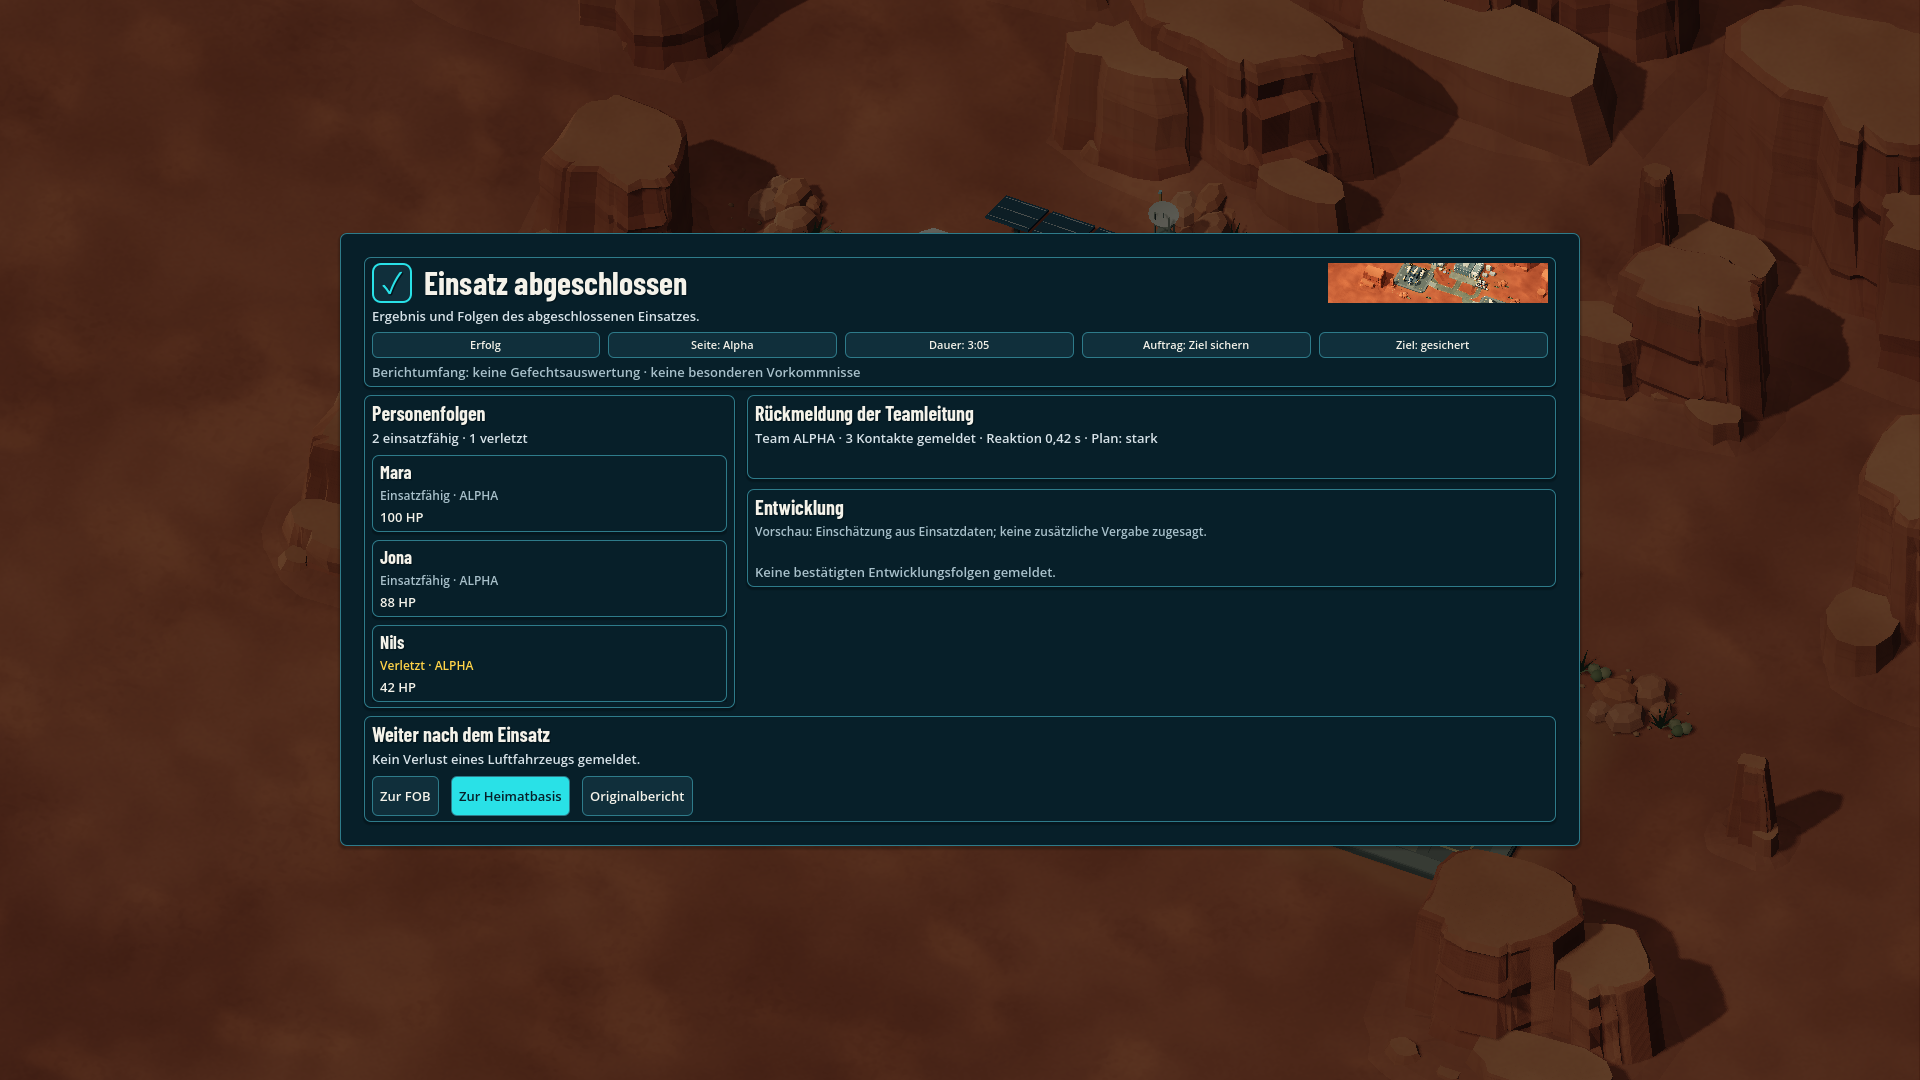 Einsatz abgeschlossen
Ergebnis und Folgen des abgeschlossenen Einsatzes.
Erfolg
Seite: Alpha
Dauer: 3:05
Auftrag: Ziel sichern
Ziel: gesichert
Berichtumfang: keine Gefechtsauswertung · keine besonderen Vorkommnisse
Personenfolgen
2 einsatzfähig · 1 verletzt
Mara
Einsatzfähig · ALPHA
100 HP
Jona
Einsatzfähig · ALPHA
88 HP
Nils
Verletzt · ALPHA
42 HP
Rückmeldung der Teamleitung
Team ALPHA · 3 Kontakte gemeldet · Reaktion 0,42 s · Plan: stark
Entwicklung
Vorschau: Einschätzung aus Einsatzdaten; keine zusätzliche Vergabe zugesagt.
Keine bestätigten Entwicklungsfolgen gemeldet.
Weiter nach dem Einsatz
Kein Verlust eines Luftfahrzeugs gemeldet.
Zur FOB
Zur Heimatbasis
Originalbericht